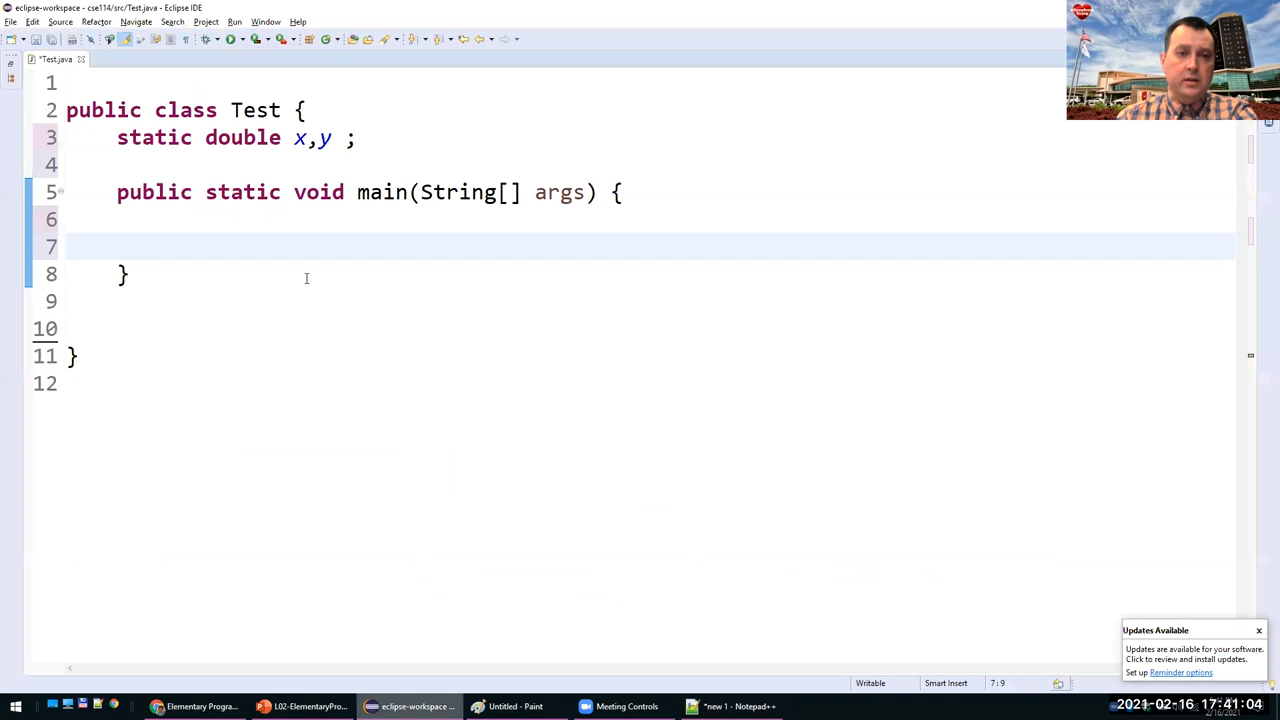 eclipse-workspace - cse114/src/Test.java - Eclipse IDE
File Edit Source Refactor Navigate Search Project Run Window Help
*Test.java
1
2 public class Test {
3 static double x,y ;
4
5 public static void main(String[] args) {
6
7
8 }
9
10
11 }
12
Updates Available x
Updates are available for your software.
Click to review and install updates.
Set up Reminder options
Writable Smart Insert 7 : 9
Elementary Progra... L02-ElementaryPro... eclipse-workspace ... Untitled - Paint Meeting Controls *new 1 - Notepad++
2021-02-16 17:41:04
2/16/2021